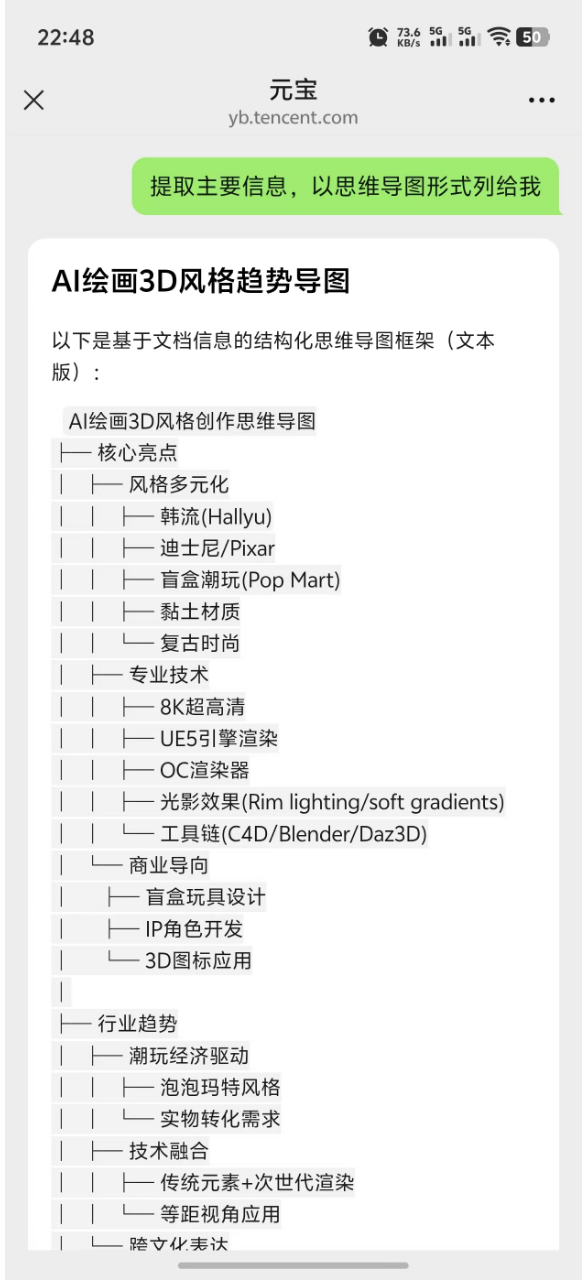 22:48
73.6 KB/s 5G 5G 50
元宝
yb.tencent.com
提取主要信息，以思维导图形式列给我
AI绘画3D风格趋势导图
以下是基于文档信息的结构化思维导图框架（文本
版）：
AI绘画3D风格创作思维导图
├── 核心亮点
│   ├── 风格多元化
│   │   ├── 韩流(Hallyu)
│   │   ├── 迪士尼/Pixar
│   │   ├── 盲盒潮玩(Pop Mart)
│   │   ├── 黏土材质
│   │   └── 复古时尚
│   ├── 专业技术
│   │   ├── 8K超高清
│   │   ├── UE5引擎渲染
│   │   ├── OC渲染器
│   │   ├── 光影效果(Rim lighting/soft gradients)
│   │   └── 工具链(C4D/Blender/Daz3D)
│   └── 商业导向
│       ├── 盲盒玩具设计
│       ├── IP角色开发
│       └── 3D图标应用
│
├── 行业趋势
│   ├── 潮玩经济驱动
│   │   ├── 泡泡玛特风格
│   │   └── 实物转化需求
│   ├── 技术融合
│   │   ├── 传统元素+次世代渲染
│   │   └── 等距视角应用
│   └── 跨文化表达